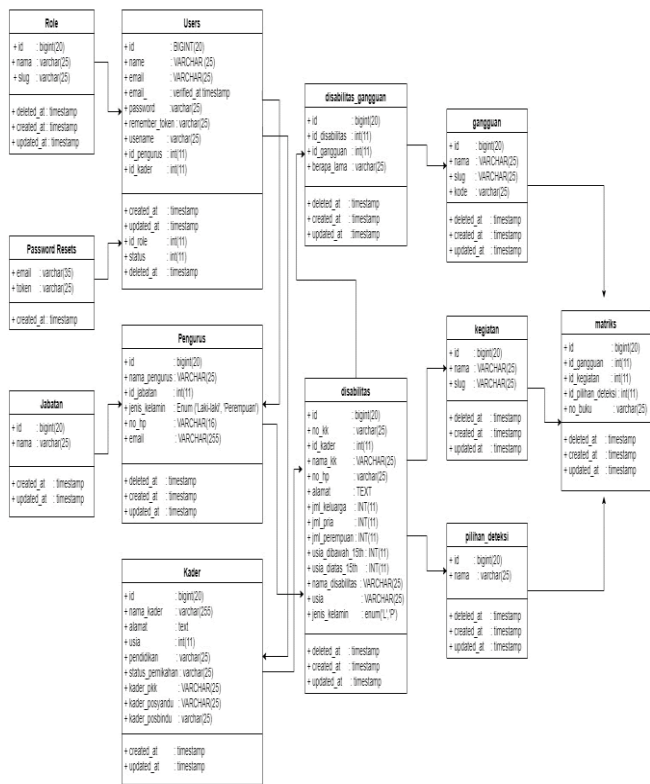 Role
+ id : bigint(20)
+ nama : varchar(25)
+ slug : varchar(25)
+ deleted_at : timestamp
+ created_at : timestamp
+ updated_at : timestamp
Users
+ id : BIGINT(20)
+ name : VARCHAR (25)
+ email : VARCHAR(25)
+ email_ : verified_at timestamp
+ password :varchar(25)
+ remember_token : varchar(25)
+ usename : varchar(25)
+ id_pengurus : int(11)
+ id_kader : int(11)
+ created_at : timestamp
+ updated_at : timestamp
+ id_role : int(11)
+ status : int(11)
+ deleted_at : timestamp
disabilitas_gangguan
+ id : bigint(20)
+ id_disabilitas : int(11)
+ id_gangguan : int(11)
+ berapa_lama : varchar(25)
+ deleted_at : timestamp
+ created_at : timestamp
+ updated_at : timestamp
gangguan
+ id : bigint(20)
+ nama : VARCHAR(25)
+ slug : VARCHAR(25)
+ kode : varchar(25)
+ deleted_at : timestamp
+ created_at : timestamp
+ updated_at : timestamp
Password Resets
+ email : varchar(35)
+ token : varchar(25)
+ created_at : timestamp
Pengurus
+ id : bigint(20)
+ nama_pengurus : VARCHAR(25)
+ id_jabatan : int(11)
+ jenis_kelamin : Enum ('Laki-laki', 'Perempuan')
+ no_hp : VARCHAR(16)
+ email : VARCHAR(255)
+ deleted_at : timestamp
+ created_at : timestamp
+ updated_at : timestamp
kegiatan
+ id : bigint(20)
+ nama : VARCHAR(25)
+ slug : VARCHAR(25)
+ deleted_at : timestamp
+ created_at : timestamp
+ updated_at : timestamp
matriks
+ id : bigint(20)
+ id_gangguan : int(11)
+ id_kegiatan : int(11)
+ id_pilihan_deteksi : int(11)
+ no_buku : varchar(25)
+ deleted_at : timestamp
+ created_at : timestamp
+ updated_at : timestamp
Jabatan
+ id : bigint(20)
+ nama : varchar(25)
+ created_at : timestamp
+ updated_at : timestamp
disabilitas
+ id : bigint(20)
+ no_kk : varchar(25)
+ id_kader : int(11)
+ nama_kk : VARCHAR(25)
+ no_hp : varchar(25)
+ alamat : TEXT
+ jml_keluarga : INT(11)
+ jml_pria : INT(11)
+ jml_perempuan : INT(11)
+ usia_dibawah_15th : INT(11)
+ usia_diatas_15th : INT(11)
+ nama_disabilitas : VARCHAR(25)
+ usia : VARCHAR(25)
+ jenis_kelamin : enum('L','P')
+ deleted_at : timestamp
+ created_at : timestamp
+ updated_at : timestamp
pilihan_deteksi
+ id : bigint(20)
+ nama : varchar(25)
+ deleted_at : timestamp
+ created_at : timestamp
+ updated_at : timestamp
Kader
+ id : bigint(20)
+ nama_kader : varchar(255)
+ alamat : text
+ usia : int(11)
+ pendidikan : varchar(25)
+ status_pernikahan : varchar(25)
+ kader_pkk : VARCHAR(25)
+ kader_posyandu : VARCHAR(25)
+ kader_posbindu : varchar(25)
+ created_at : timestamp
+ updated_at : timestamp